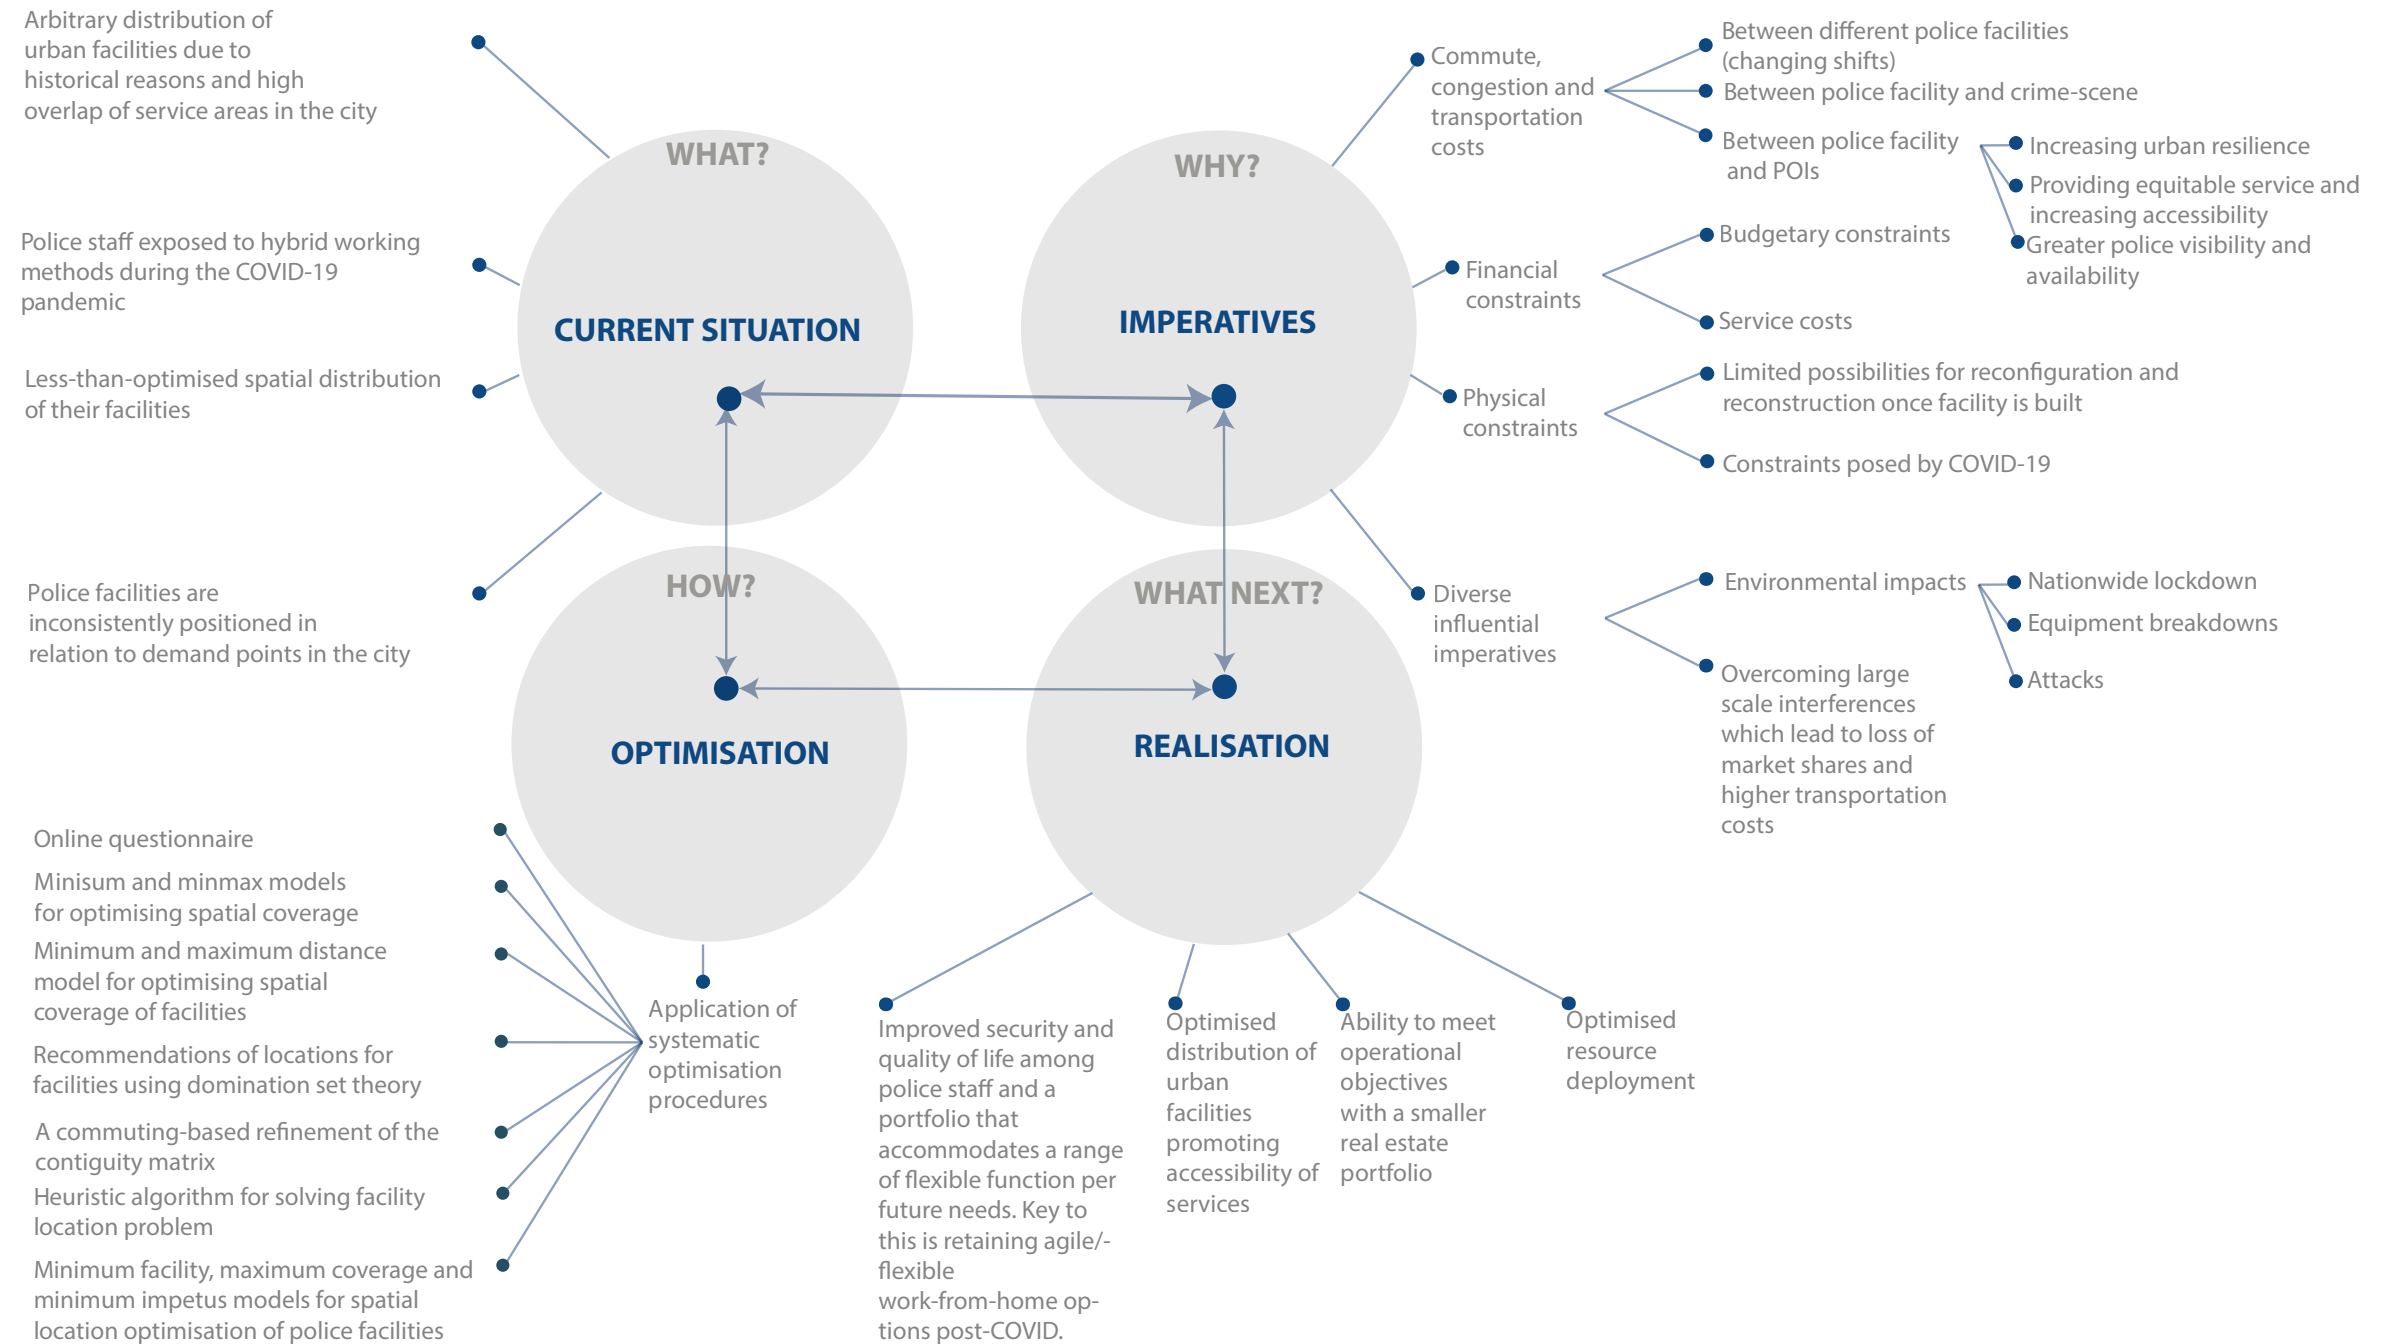 Arbitrary distribution of
urban facilities due to
historical reasons and high
overlap of service areas in the city
Police staff exposed to hybrid working
methods during the COVID-19
pandemic
Less-than-optimised spatial distribution
of their facilities
Police facilities are
inconsistently positioned in
relation to demand points in the city
WHAT?
CURRENT SITUATION
WHY?
IMPERATIVES
Commute,
congestion and
transportation
costs
Between different police facilities
(changing shifts)
Between police facility and crime-scene
Between police facility
and POIs
Increasing urban resilience
Providing equitable service and
increasing accessibility
Greater police visibility and
availability
Financial
constraints
Budgetary constraints
Service costs
Physical
constraints
Limited possibilities for reconfiguration and
reconstruction once facility is built
Constraints posed by COVID-19
Diverse
influential
imperatives
Environmental impacts
Nationwide lockdown
Equipment breakdowns
Attacks
Overcoming large
scale interferences
which lead to loss of
market shares and
higher transportation
costs
HOW?
OPTIMISATION
WHAT NEXT?
REALISATION
Online questionnaire
Minisum and minmax models
for optimising spatial coverage
Minimum and maximum distance
model for optimising spatial
coverage of facilities
Recommendations of locations for
facilities using domination set theory
A commuting-based refinement of the
contiguity matrix
Heuristic algorithm for solving facility
location problem
Minimum facility, maximum coverage and
minimum impetus models for spatial
location optimisation of police facilities
Application of
systematic
optimisation
procedures
Improved security and
quality of life among
police staff and a
portfolio that
accommodates a range
of flexible function per
future needs. Key to
this is retaining agile/-
flexible
work-from-home op-
tions post-COVID.
Optimised
distribution of
urban
facilities
promoting
accessibility of
services
Ability to meet
operational
objectives
with a smaller
real estate
portfolio
Optimised
resource
deployment